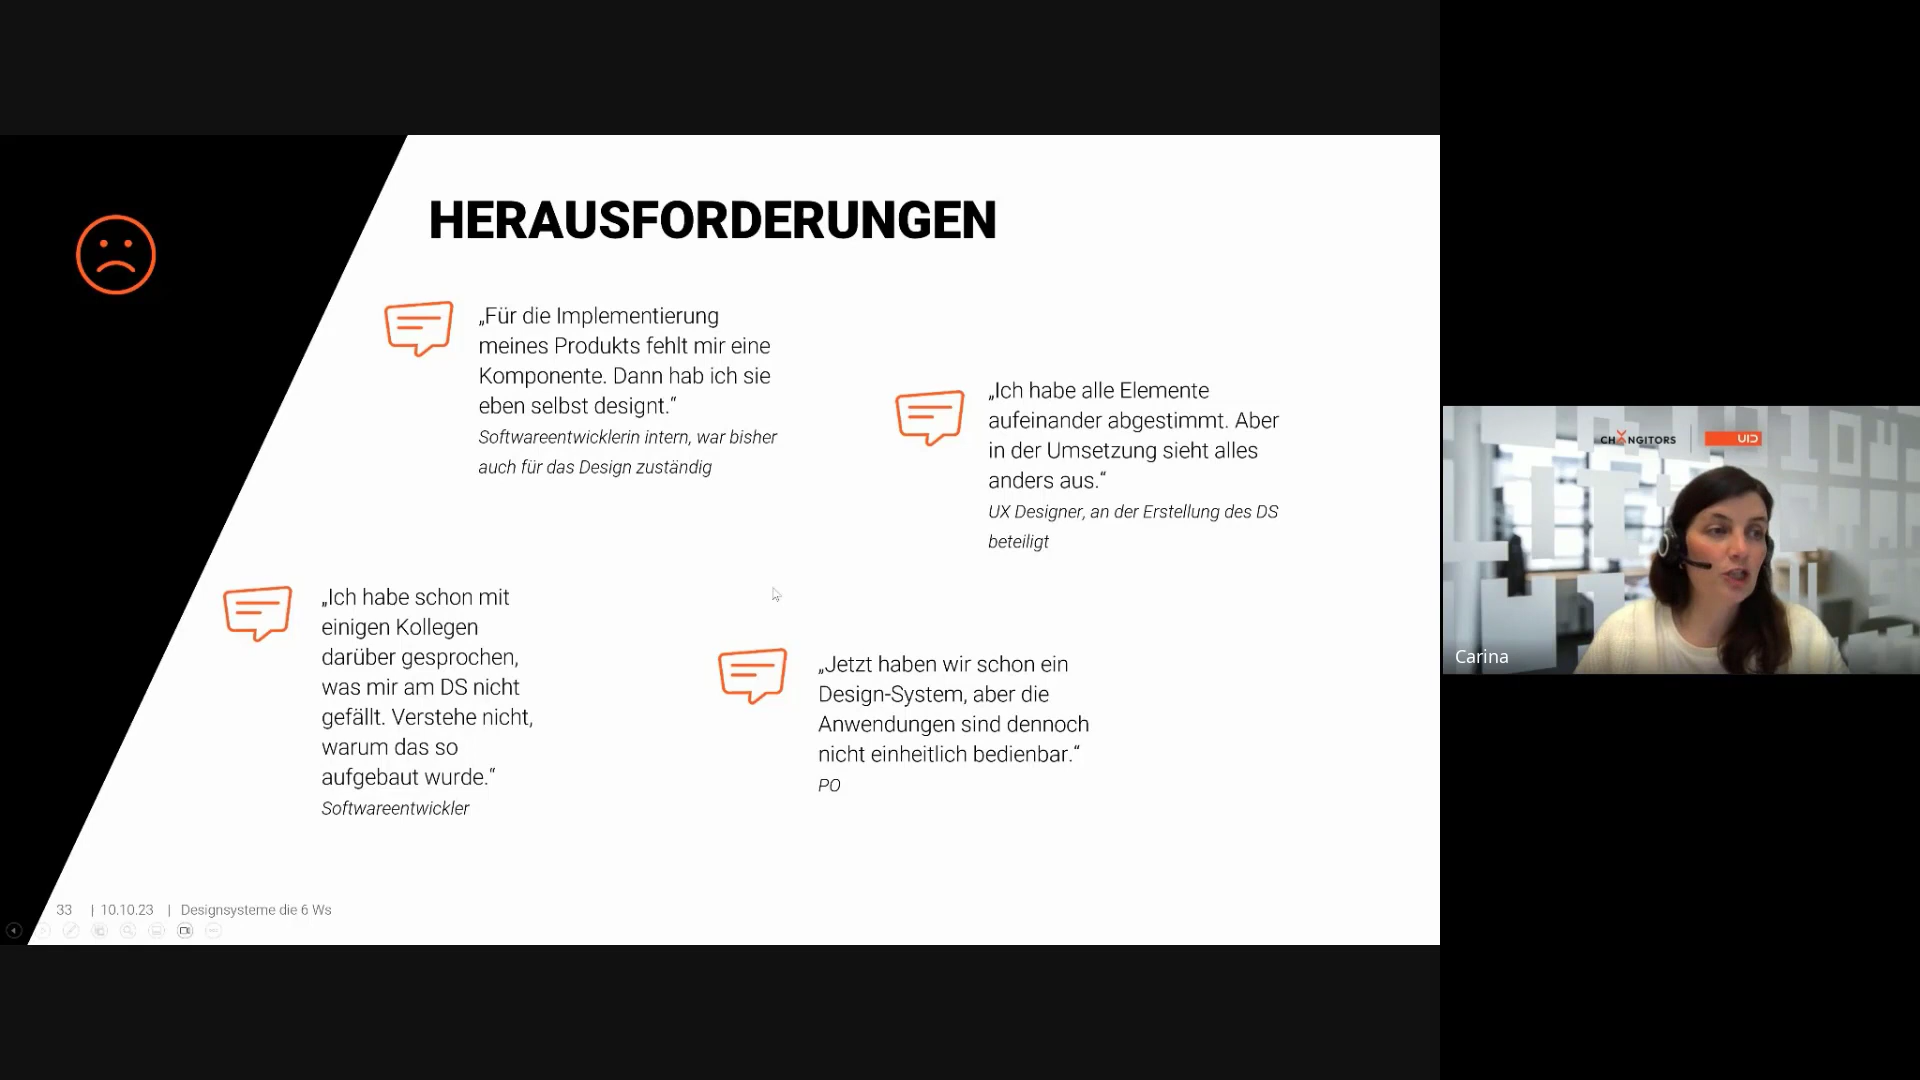 HERAUSFORDERUNGEN
„Für die Implementierung
meines Produkts fehlt mir eine
Komponente. Dann hab ich sie
eben selbst designt.“
Softwareentwicklerin intern, war bisher
auch für das Design zuständig
„Ich habe alle Elemente
aufeinander abgestimmt. Aber
in der Umsetzung sieht alles
anders aus.“
UX Designer, an der Erstellung des DS
beteiligt
„Ich habe schon mit
einigen Kollegen
darüber gesprochen,
was mir am DS nicht
gefällt. Verstehe nicht,
warum das so
aufgebaut wurde.“
Softwareentwickler
„Jetzt haben wir schon ein
Design-System, aber die
Anwendungen sind dennoch
nicht einheitlich bedienbar.“
PO
33 | 10.10.23 | Designsysteme die 6 Ws
CHANGITORS | UID
Carina